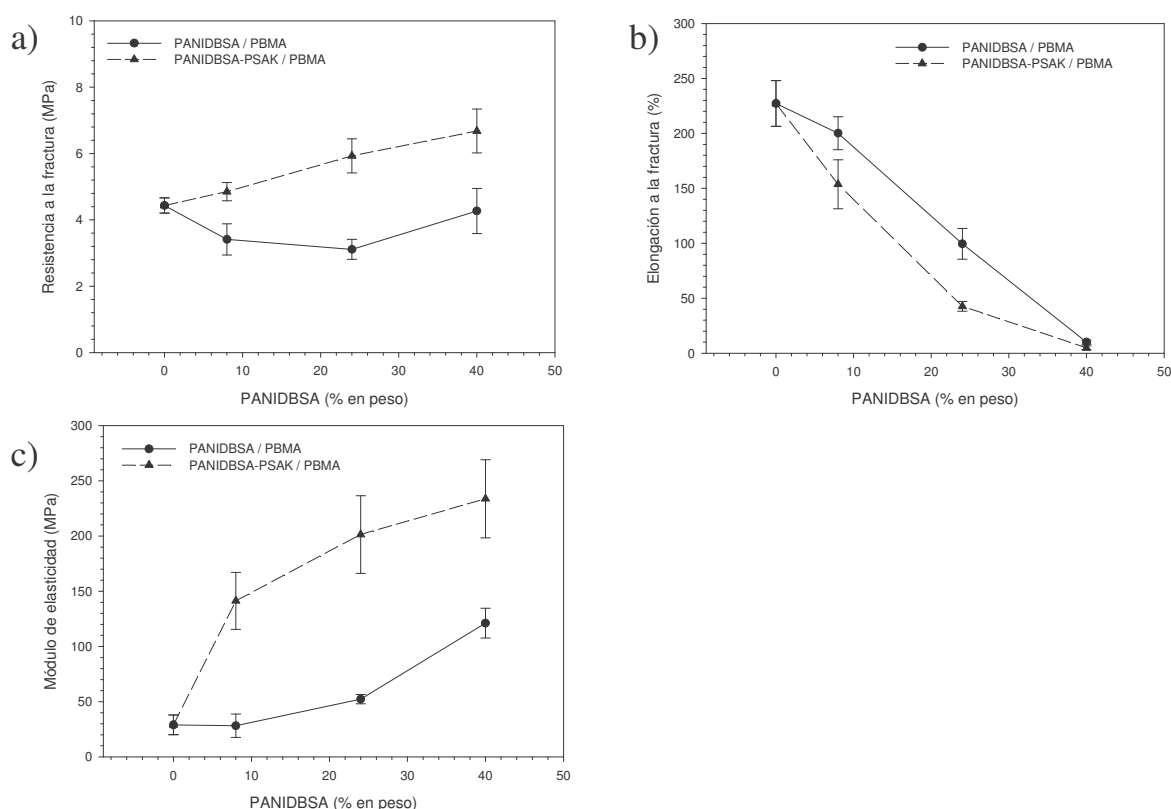 a)
PANIDBSA / PBMA
PANIDBSA-PSAK / PBMA
Resistencia a la fractura (MPa)
10
8
6
4
2
0
0 10 20 30 40 50
PANIDBSA (% en peso)
b)
PANIDBSA / PBMA
PANIDBSA-PSAK / PBMA
Elongación a la fractura (%)
300
250
200
150
100
50
0
0 10 20 30 40 50
PANIDBSA (% en peso)
c)
PANIDBSA / PBMA
PANIDBSA-PSAK / PBMA
Módulo de elasticidad (MPa)
300
250
200
150
100
50
0
0 10 20 30 40 50
PANIDBSA (% en peso)